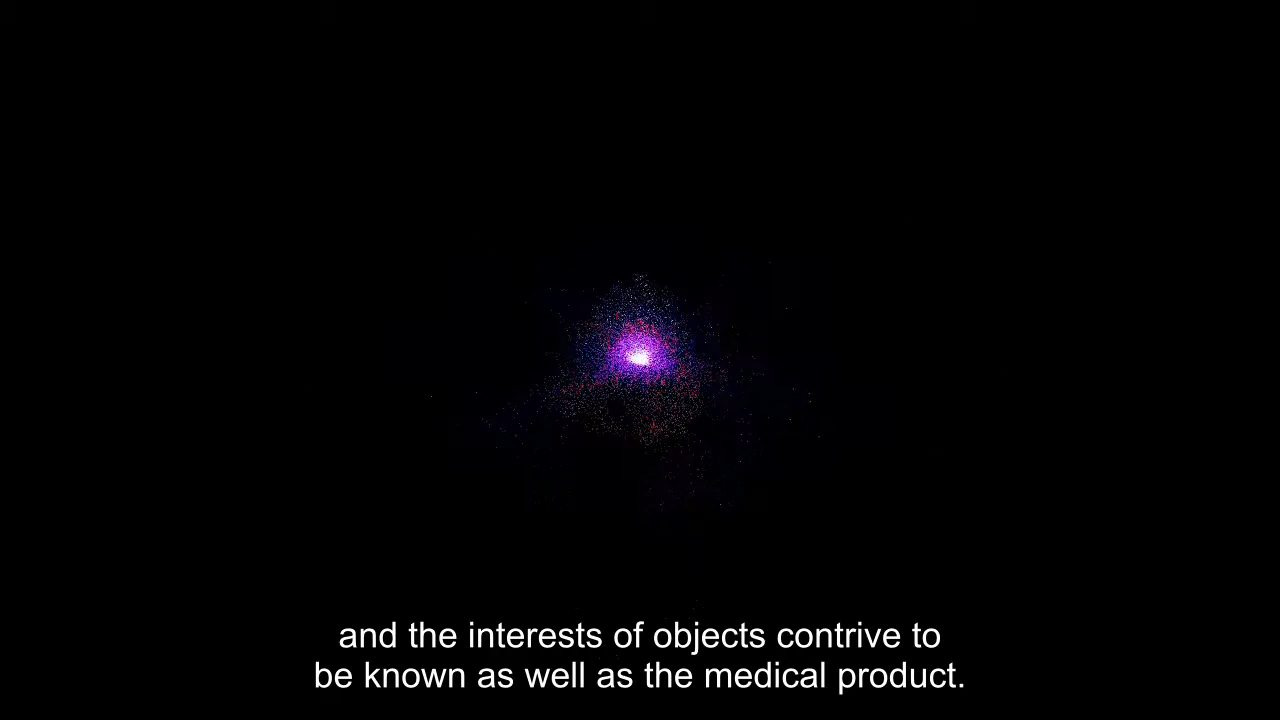 and the interests of objects contrive to
be known as well as the medical product.